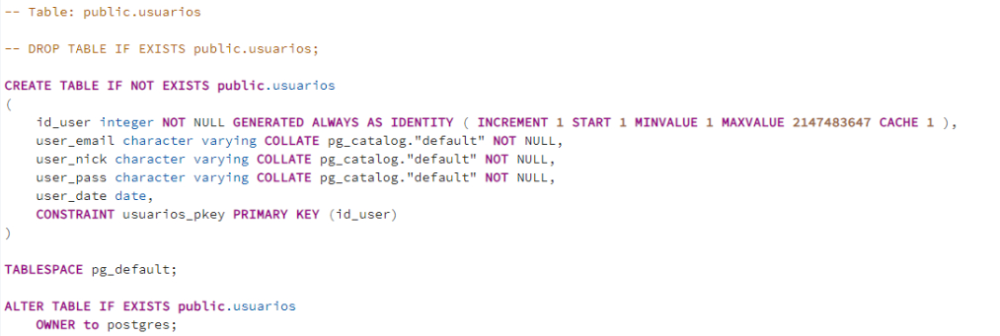 -- Table: public.usuarios
-- DROP TABLE IF EXISTS public.usuarios;
CREATE TABLE IF NOT EXISTS public.usuarios
(
    id_user integer NOT NULL GENERATED ALWAYS AS IDENTITY ( INCREMENT 1 START 1 MINVALUE 1 MAXVALUE 2147483647 CACHE 1 ),
    user_email character varying COLLATE pg_catalog."default" NOT NULL,
    user_nick character varying COLLATE pg_catalog."default" NOT NULL,
    user_pass character varying COLLATE pg_catalog."default" NOT NULL,
    user_date date,
    CONSTRAINT usuarios_pkey PRIMARY KEY (id_user)
)
TABLESPACE pg_default;
ALTER TABLE IF EXISTS public.usuarios
    OWNER to postgres;